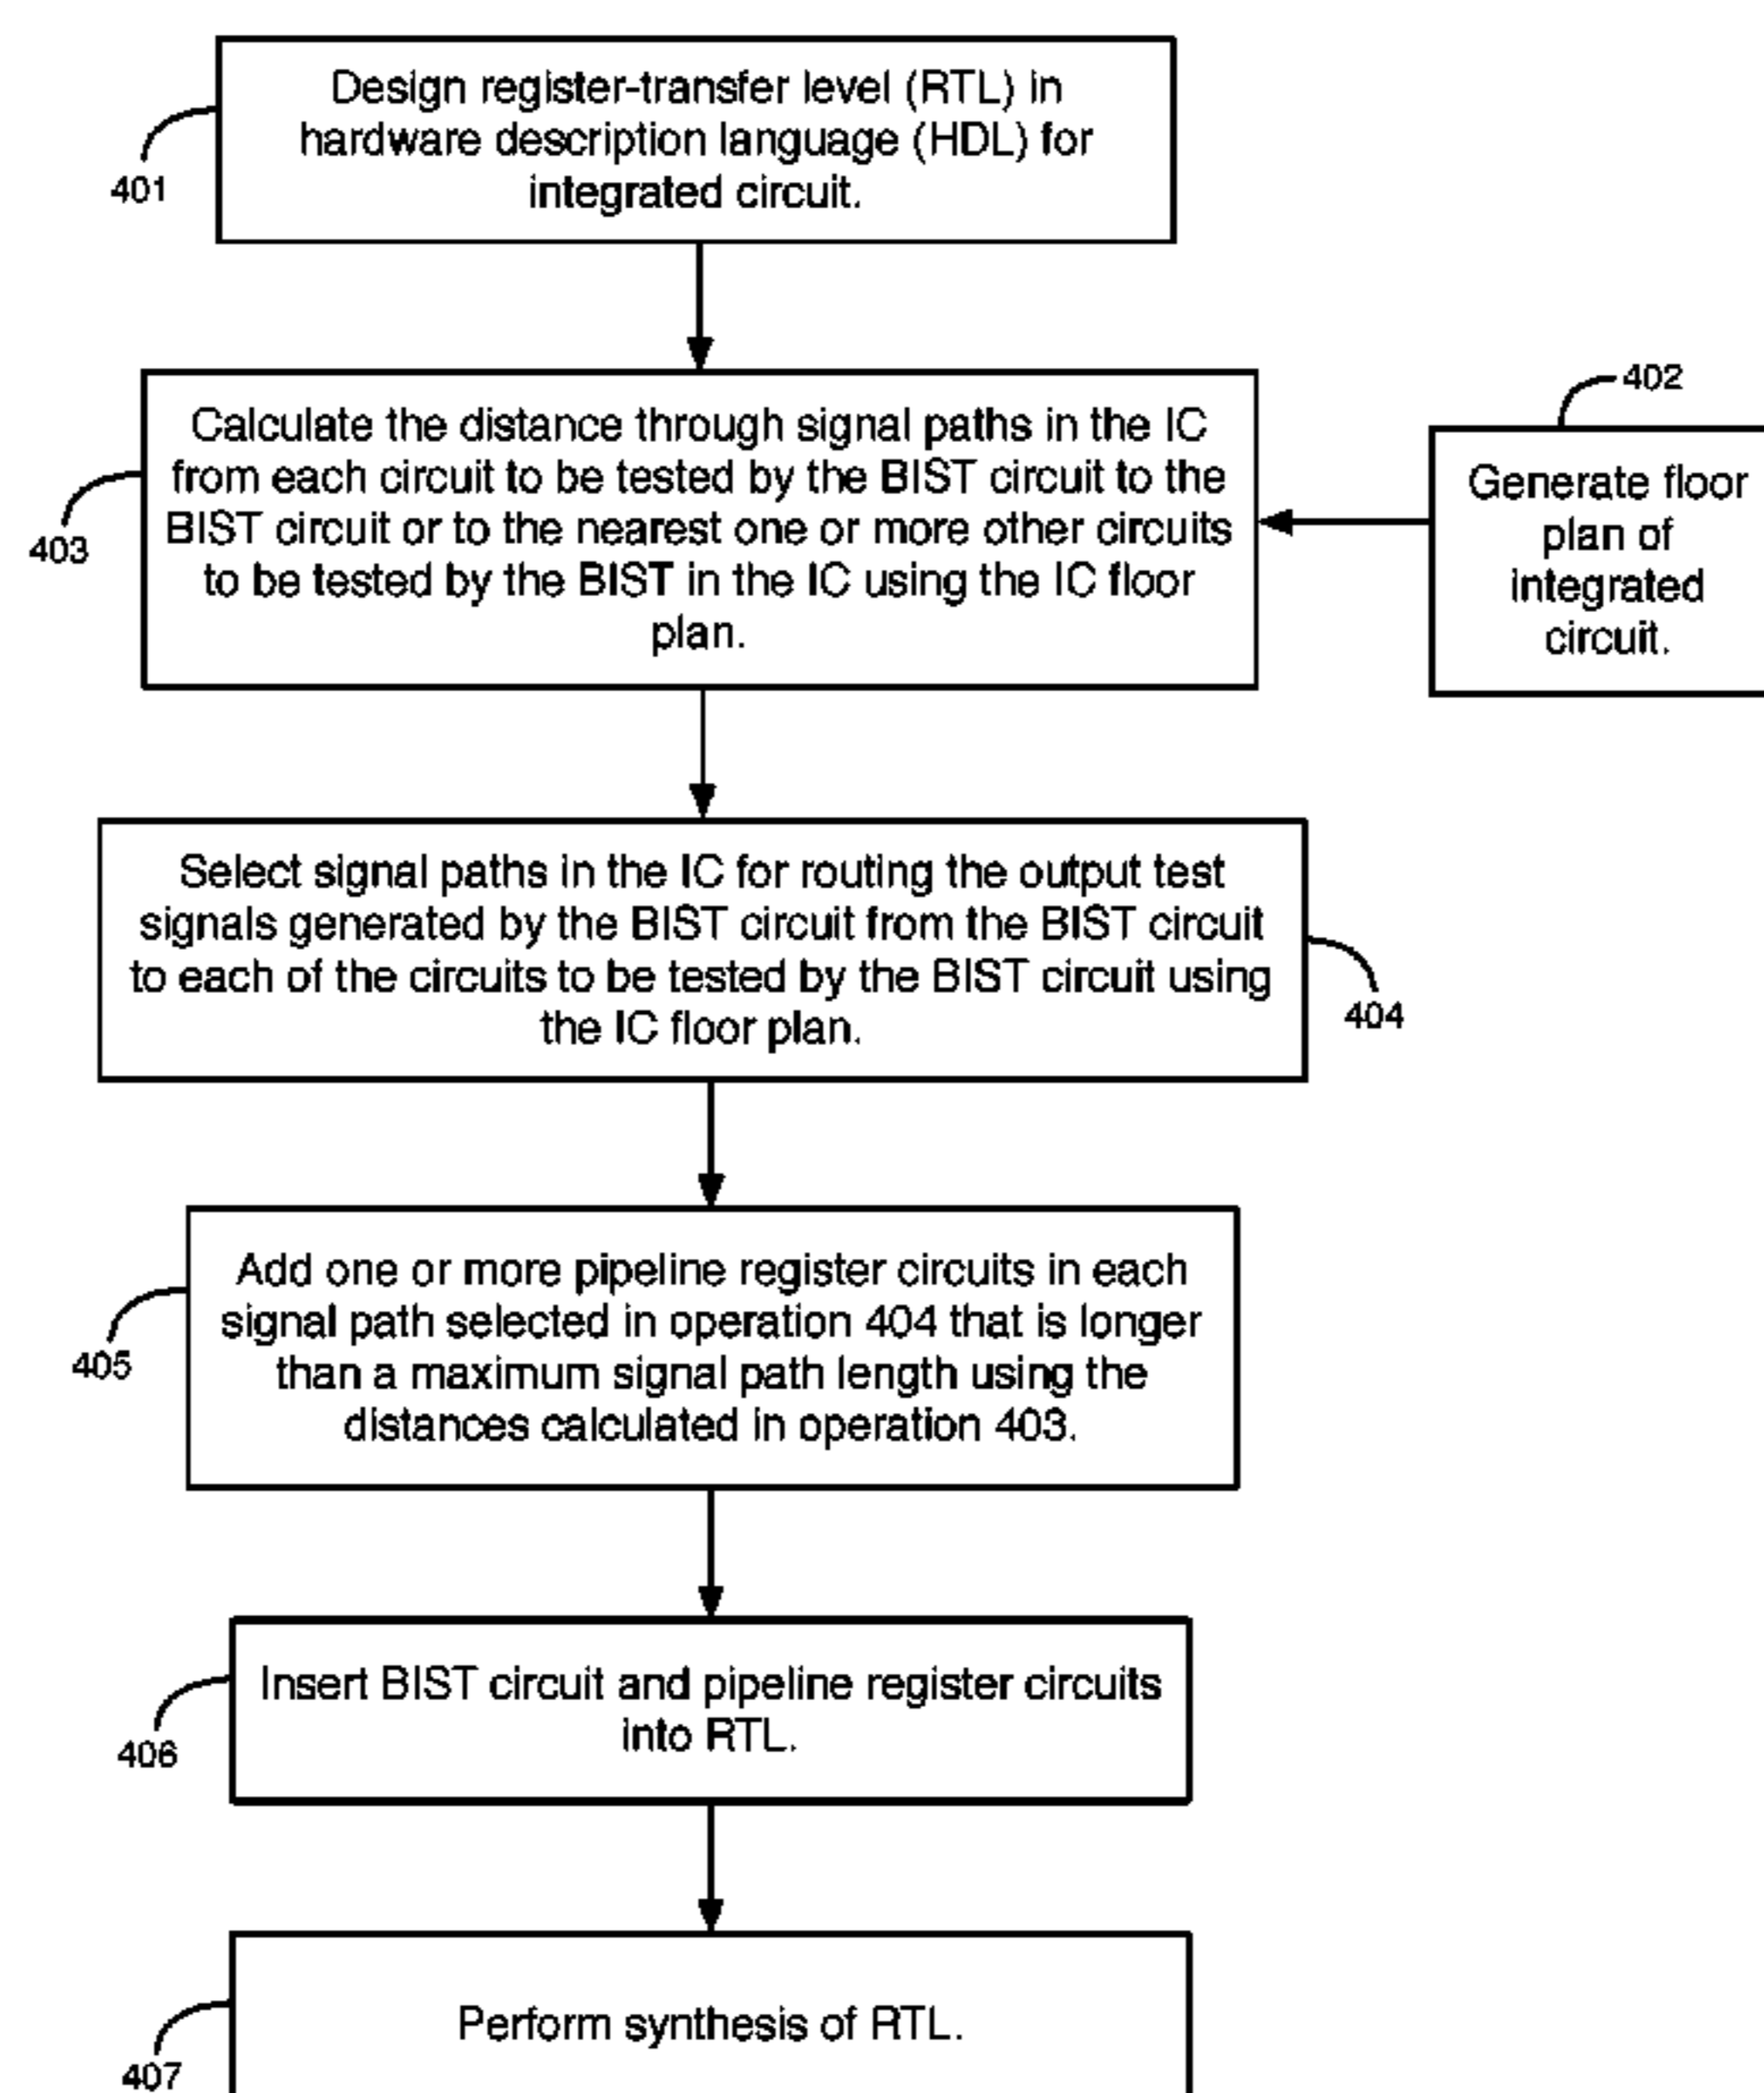 Design register-transfer level (RTL) in
hardware description language (HDL) for
integrated circuit.
401
402
Calculate the distance through signal paths in the IC
from each circuit to be tested by the BIST circuit to the
BIST circuit or to the nearest one or more other circuits
to be tested by the BIST in the IC using the IC floor
plan.
403
Generate floor
plan of
integrated
circuit.
Select signal paths in the IC for routing the output test
signals generated by the BIST circuit from the BIST circuit
to each of the circuits to be tested by the BIST circuit using
the IC floor plan.
404
Add one or more pipeline register circuits in each
signal path selected in operation 404 that is longer
than a maximum signal path length using the
distances calculated in operation 403.
405
Insert BIST circuit and pipeline register circuits
into RTL.
406
Perform synthesis of RTL.
407